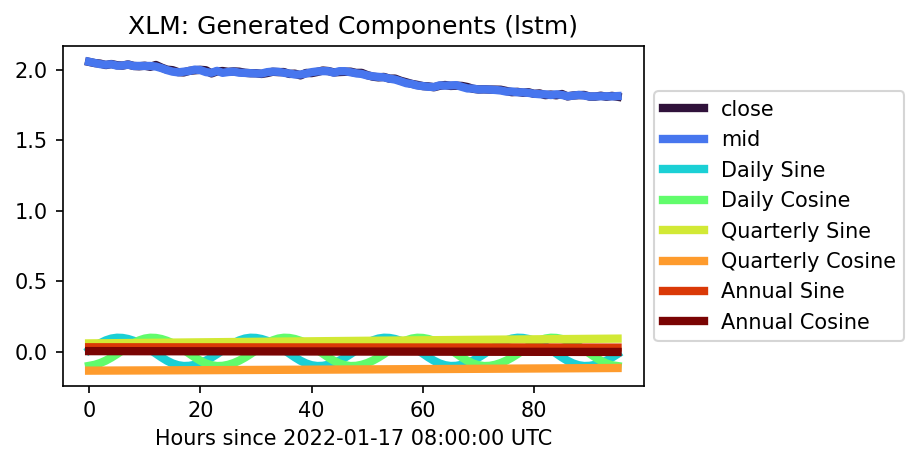 XLM: Generated Components (lstm)
2.0
1.5
1.0
0.5
0.0
0 20 40 60 80
Hours since 2022-01-17 08:00:00 UTC
close
mid
Daily Sine
Daily Cosine
Quarterly Sine
Quarterly Cosine
Annual Sine
Annual Cosine